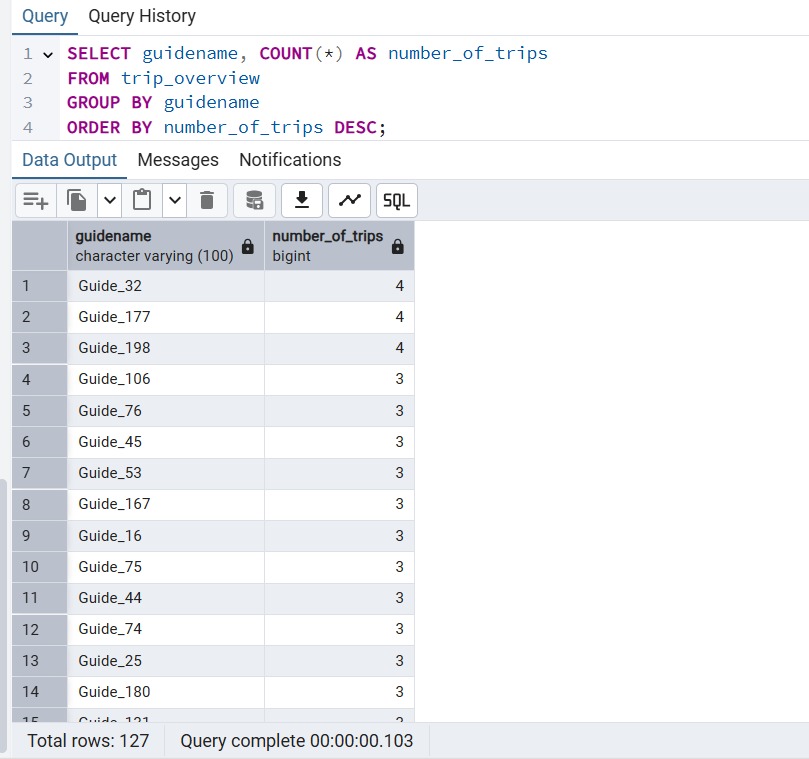 Query Query History
1 SELECT guidename, COUNT(*) AS number_of_trips
2 FROM trip_overview
3 GROUP BY guidename
4 ORDER BY number_of_trips DESC;
Data Output Messages Notifications
SQL
guidename number_of_trips
character varying (100) bigint
1 Guide_32 4
2 Guide_177 4
3 Guide_198 4
4 Guide_106 3
5 Guide_76 3
6 Guide_45 3
7 Guide_53 3
8 Guide_167 3
9 Guide_16 3
10 Guide_75 3
11 Guide_44 3
12 Guide_74 3
13 Guide_25 3
14 Guide_180 3
Total rows: 127 Query complete 00:00:00.103